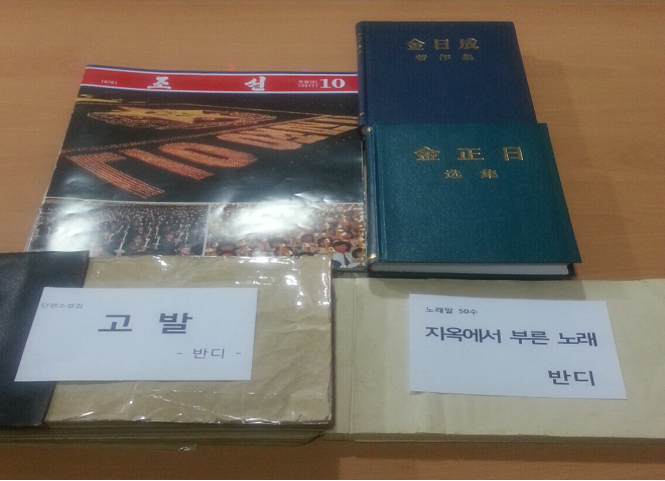 조 선
10
金日成
著作集
金正日
选集
단편소설집
고 발
- 반디 -
노래말 50수
지옥에서 부른 노래
반디